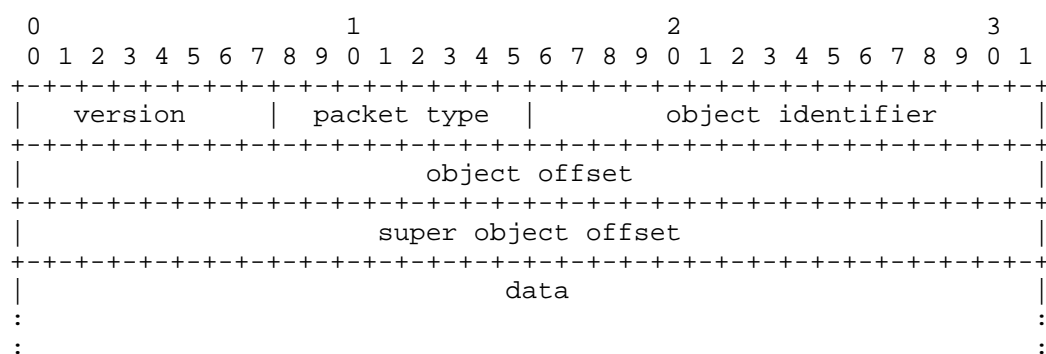 0                   1                   2                   3
 0 1 2 3 4 5 6 7 8 9 0 1 2 3 4 5 6 7 8 9 0 1 2 3 4 5 6 7 8 9 0 1
+-+-+-+-+-+-+-+-+-+-+-+-+-+-+-+-+-+-+-+-+-+-+-+-+-+-+-+-+-+-+-+-+
|   version     |  packet type  |       object identifier       |
+-+-+-+-+-+-+-+-+-+-+-+-+-+-+-+-+-+-+-+-+-+-+-+-+-+-+-+-+-+-+-+-+
|                         object offset                         |
+-+-+-+-+-+-+-+-+-+-+-+-+-+-+-+-+-+-+-+-+-+-+-+-+-+-+-+-+-+-+-+-+
|                      super object offset                      |
+-+-+-+-+-+-+-+-+-+-+-+-+-+-+-+-+-+-+-+-+-+-+-+-+-+-+-+-+-+-+-+-+
|                              data                             |
:                                                               :
:                                                               :